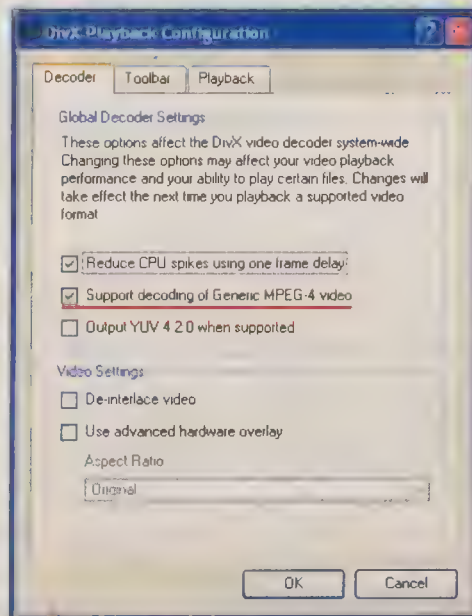 DivX Playback Configuration
Decoder
Toolbar
Playback
Global Decoder Settings
These options affect the DivX video decoder system-wide
Changing these options may affect your video playback
performance and your ability to play certain files. Changes will
take effect the next time you playback a supported video
format
Reduce CPU spikes using one frame delay
Support decoding of Generic MPEG-4 video
Output YUV 4 2 0 when supported
Video Settings
De-interlace video
Use advanced hardware overlay
Aspect Ratio
Original
OK
Cancel